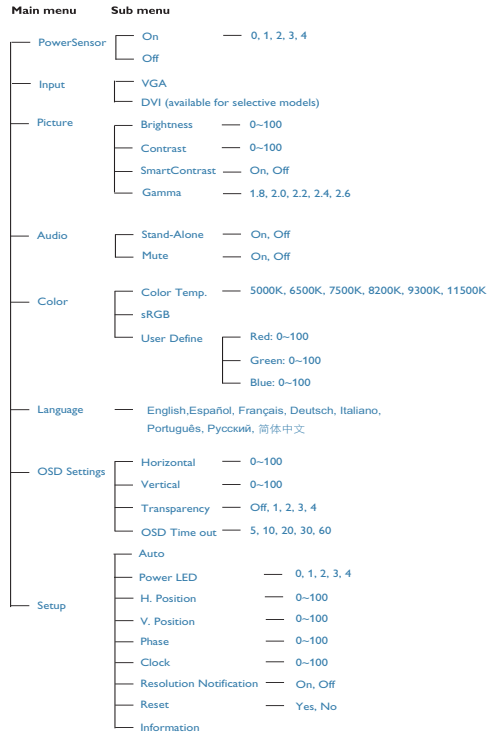 Main menu Sub menu
PowerSensor On 0, 1, 2, 3, 4
Off
Input VGA
DVI (available for selective models)
Picture Brightness 0~100
Contrast 0~100
SmartContrast On, Off
Gamma 1.8, 2.0, 2.2, 2.4, 2.6
Audio Stand-Alone On, Off
Mute On, Off
Color Color Temp. 5000K, 6500K, 7500K, 8200K, 9300K, 11500K
sRGB
User Define Red: 0~100
Green: 0~100
Blue: 0~100
Language English,Español, Français, Deutsch, Italiano,
Português, Русский, 简体中文
OSD Settings Horizontal 0~100
Vertical 0~100
Transparency Off, 1, 2, 3, 4
OSD Time out 5, 10, 20, 30, 60
Setup Auto
Power LED 0, 1, 2, 3, 4
H. Position 0~100
V. Position 0~100
Phase 0~100
Clock 0~100
Resolution Notification On, Off
Reset Yes, No
Information